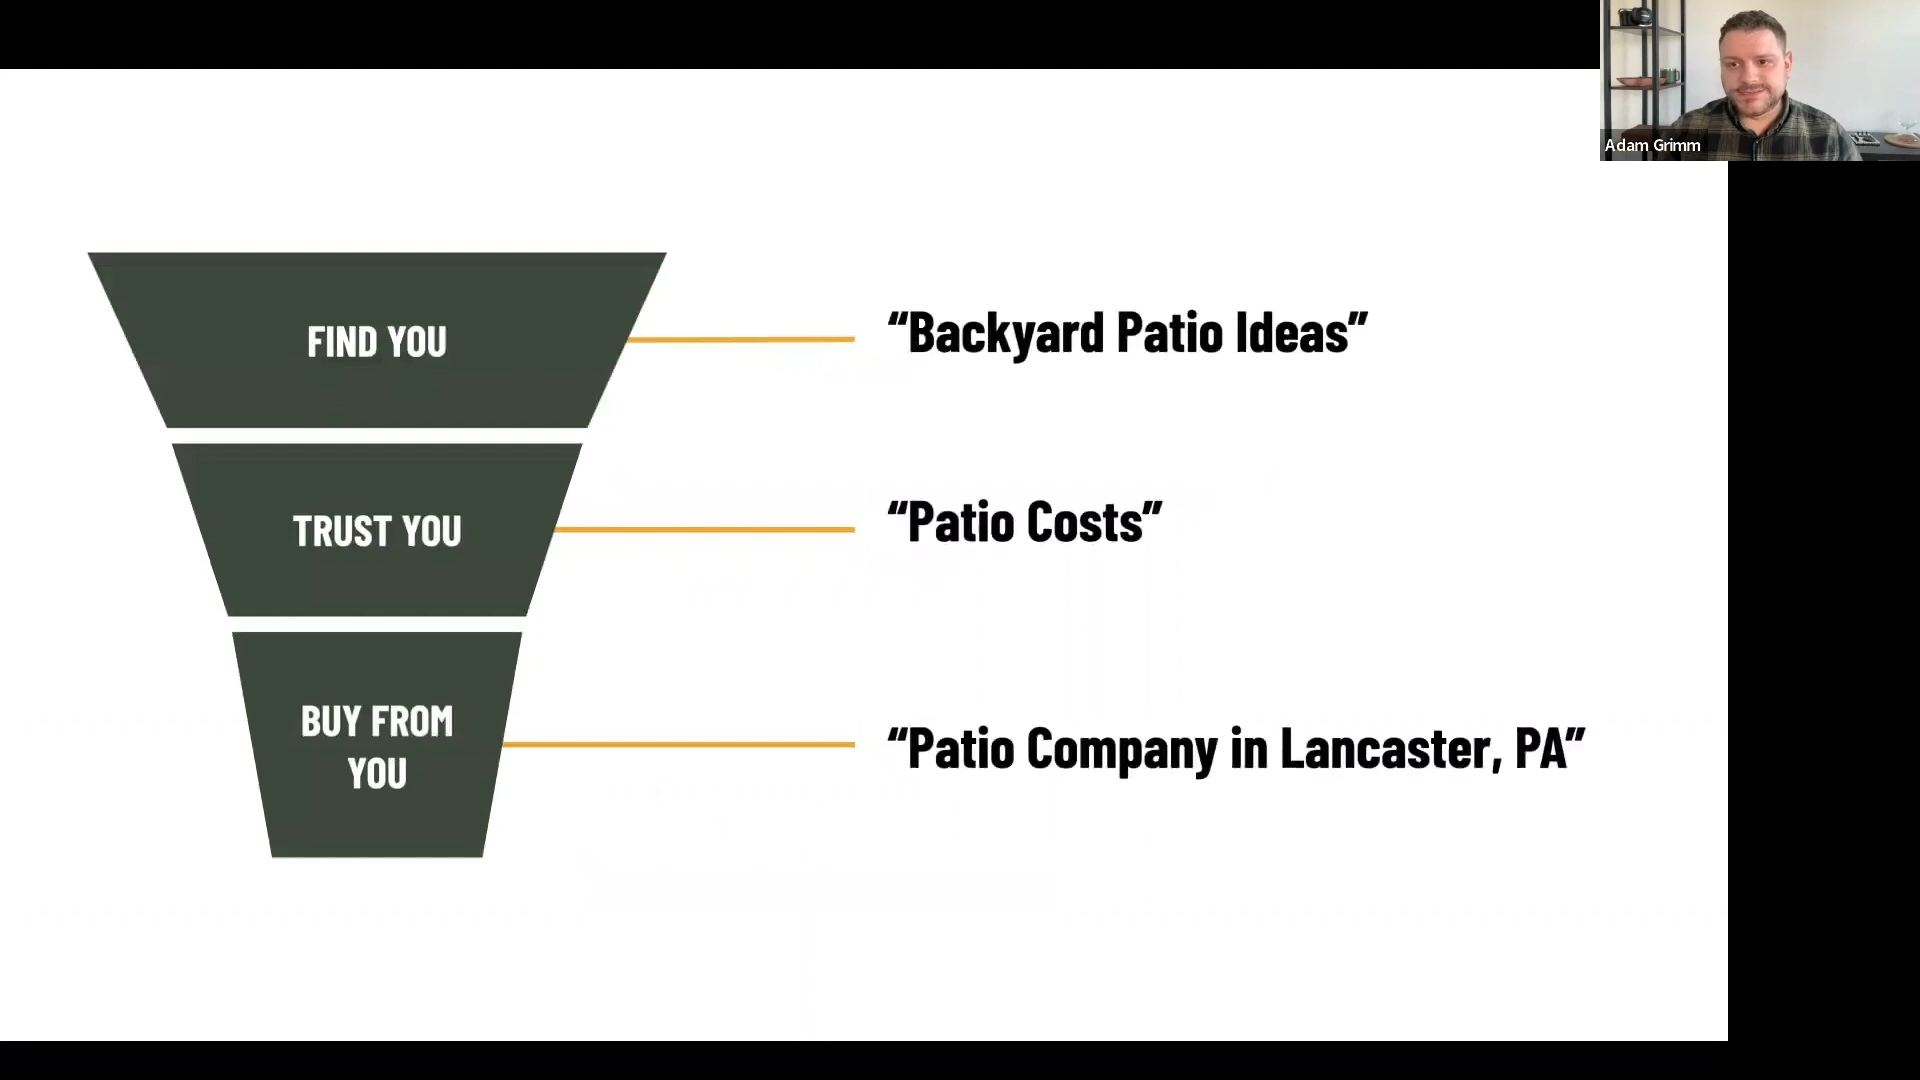 Adam Grimm
FIND YOU
“Backyard Patio Ideas”
TRUST YOU
“Patio Costs”
BUY FROM
YOU
“Patio Company in Lancaster, PA”